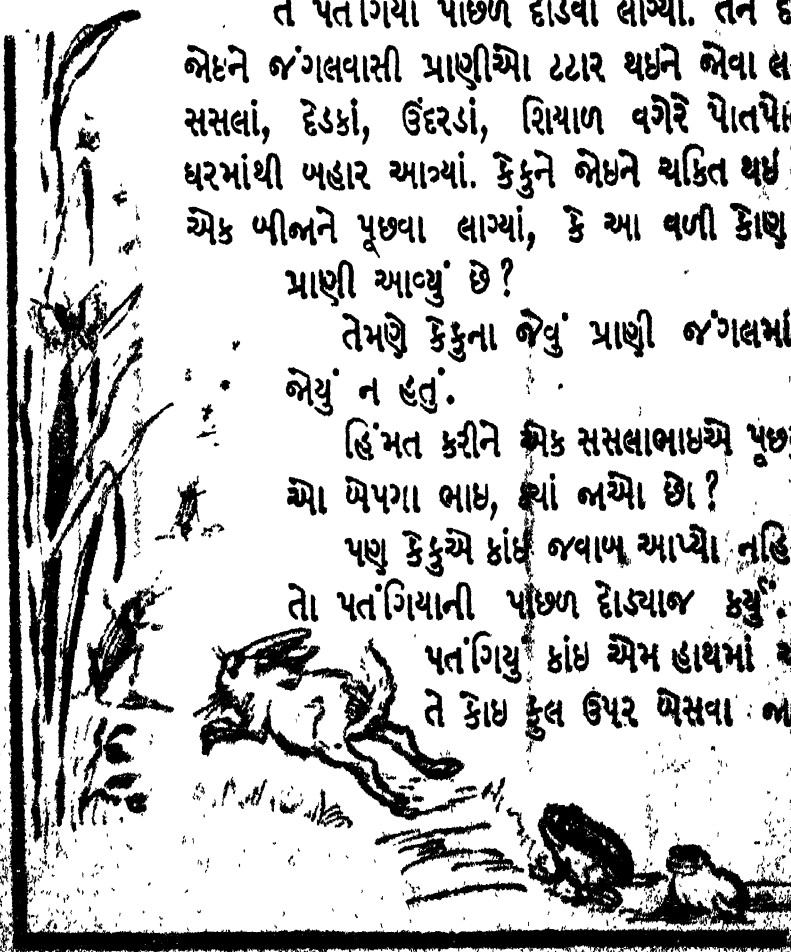 તે પતંગિયા પાછળ દોડવા લાગ્યો. તેને
જોઇને જંગલવાસી પ્રાણીઓ ટટાર થઇને જોવા
સસલાં, દેડકાં, ઉંદરડાં, શિયાળ વગેરે પોતપો
ઘરમાંથી બહાર આવ્યાં. કેકુને જોઇને ચકિત થઈ
એક બીજાને પૂછવા લાગ્યાં, કે આ વળી કોણ
પ્રાણી આવ્યું છે?
તેમણે કેકુના જેવું પ્રાણી જંગલમાં
જોયું ન હતું.
હિંમત કરીને એક સસલાભાઇએ પૂછ
ઓ બેપગા ભાઇ, ક્યાં જાઓ છો?
પણ કેકુએ કાંઈ જવાબ આપ્યો નહિ
તો પતંગિયાની પાછળ દોડ્યાજ કર્યું.
પતંગિયુ કાંઇ એમ હાથમાં
તે કોઇ ફુલ ઉપર બેસવા જા